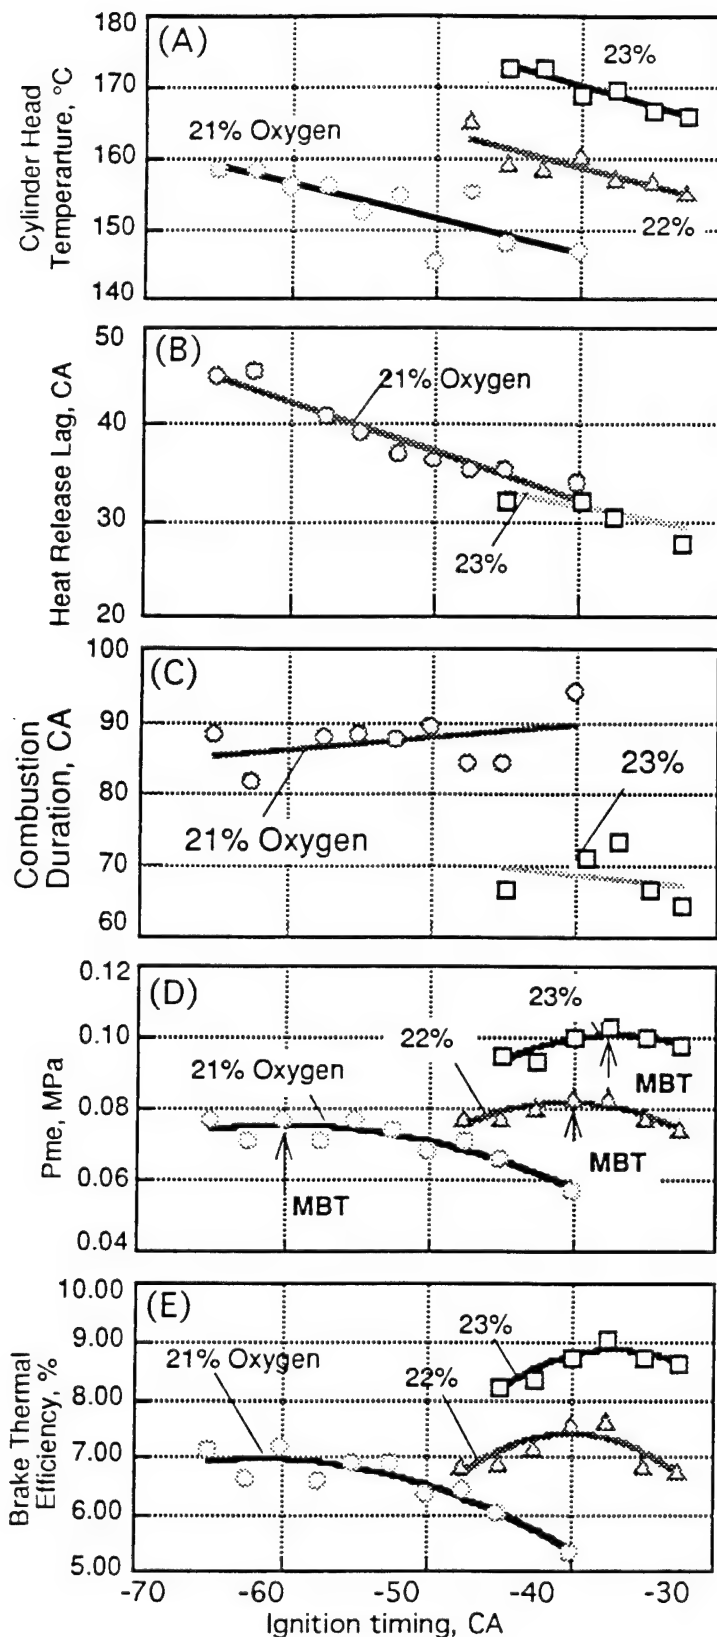 (A)
180
170
160
150
140
Cylinder Head
Temperarture, °C
23%
21% Oxygen
22%
(B)
50
40
30
20
Heat Release Lag, CA
21% Oxygen
23%
(C)
100
90
80
70
60
Combustion
Duration, CA
23%
21% Oxygen
(D)
0.12
0.10
0.08
0.06
0.04
Pme, MPa
23%
22%
21% Oxygen
MBT
MBT
MBT
(E)
10.00
9.00
8.00
7.00
6.00
5.00
Brake Thermal
Efficiency, %
23%
21% Oxygen
22%
-70 -60 -50 -40 -30
Ignition timing, CA